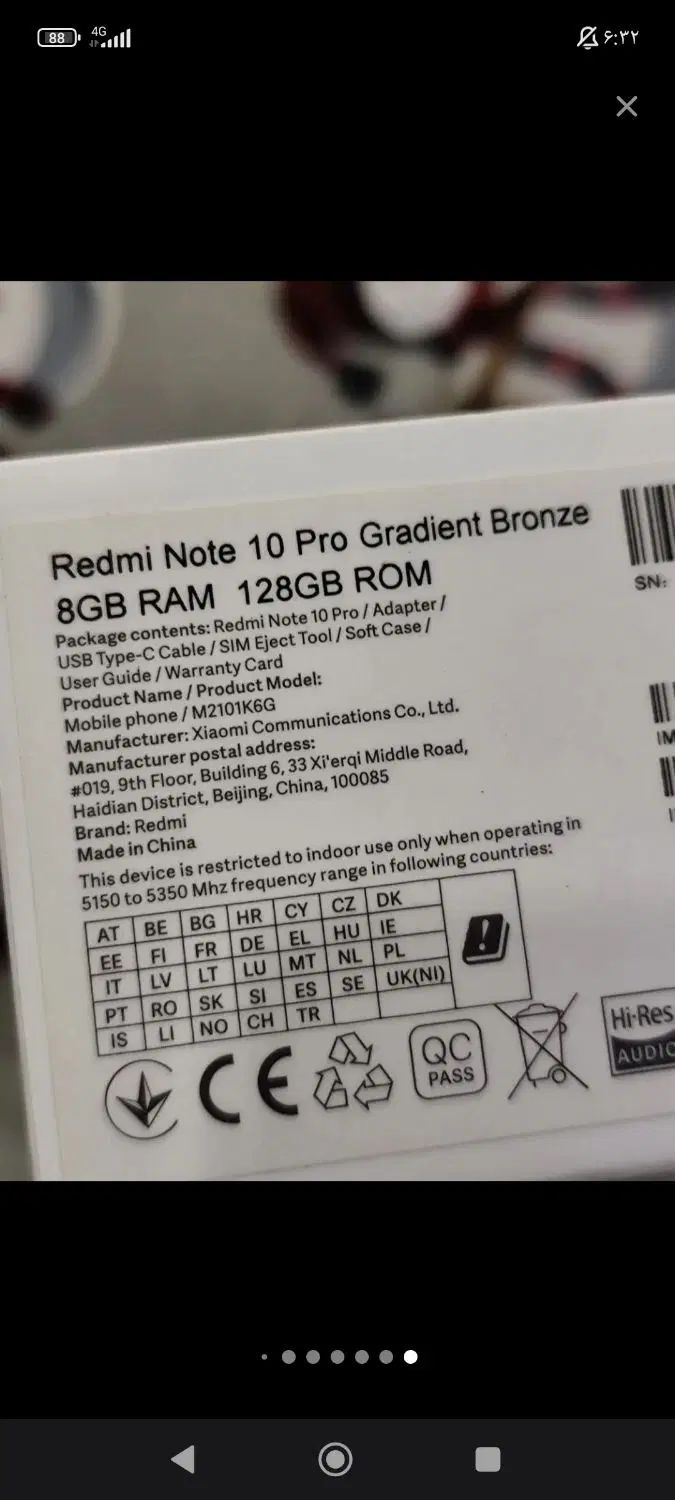 88 4G ۶:۳۲
Redmi Note 10 Pro Gradient Bronze
8GB RAM 128GB ROM
Package contents: Redmi Note 10 Pro / Adapter /
USB Type-C Cable / SIM Eject Tool / Soft Case /
User Guide / Warranty Card
Product Name / Product Model:
Mobile phone / M2101K6G
Manufacturer: Xiaomi Communications Co., Ltd.
Manufacturer postal address:
#019, 9th Floor, Building 6, 33 Xi'erqi Middle Road,
Haidian District, Beijing, China, 100085
Brand: Redmi
Made in China
SN:
This device is restricted to indoor use only when operating in
5150 to 5350 Mhz frequency range in following countries:
AT BE BG HR CY CZ DK
EE FI FR DE EL HU IE
IT LV LT LU MT NL PL
PT RO SK SI ES SE UK(NI)
IS LI NO CH TR
CE
QC
PASS
Hi-Res
AUDIO